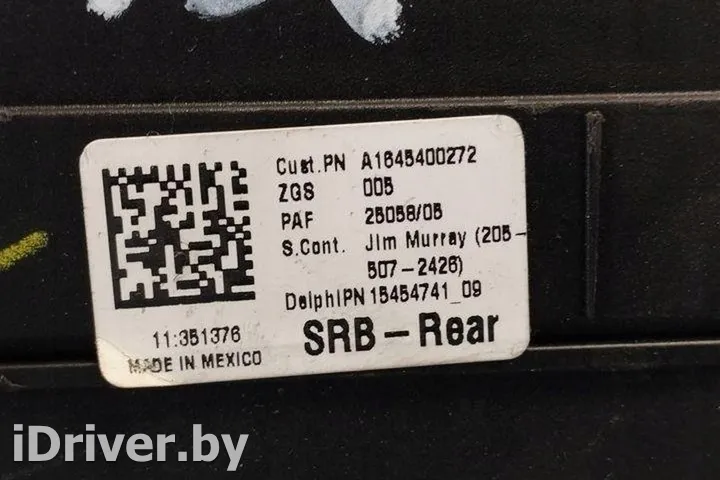 Cust.PN A1645400272
ZGS 005
PAF 25058/05
S.Cont. Jim Murray (205-
507-2426)
DelphiPN 15454741_09
11:351376
SRB-Rear
MADE IN MEXICO
iDriver.by